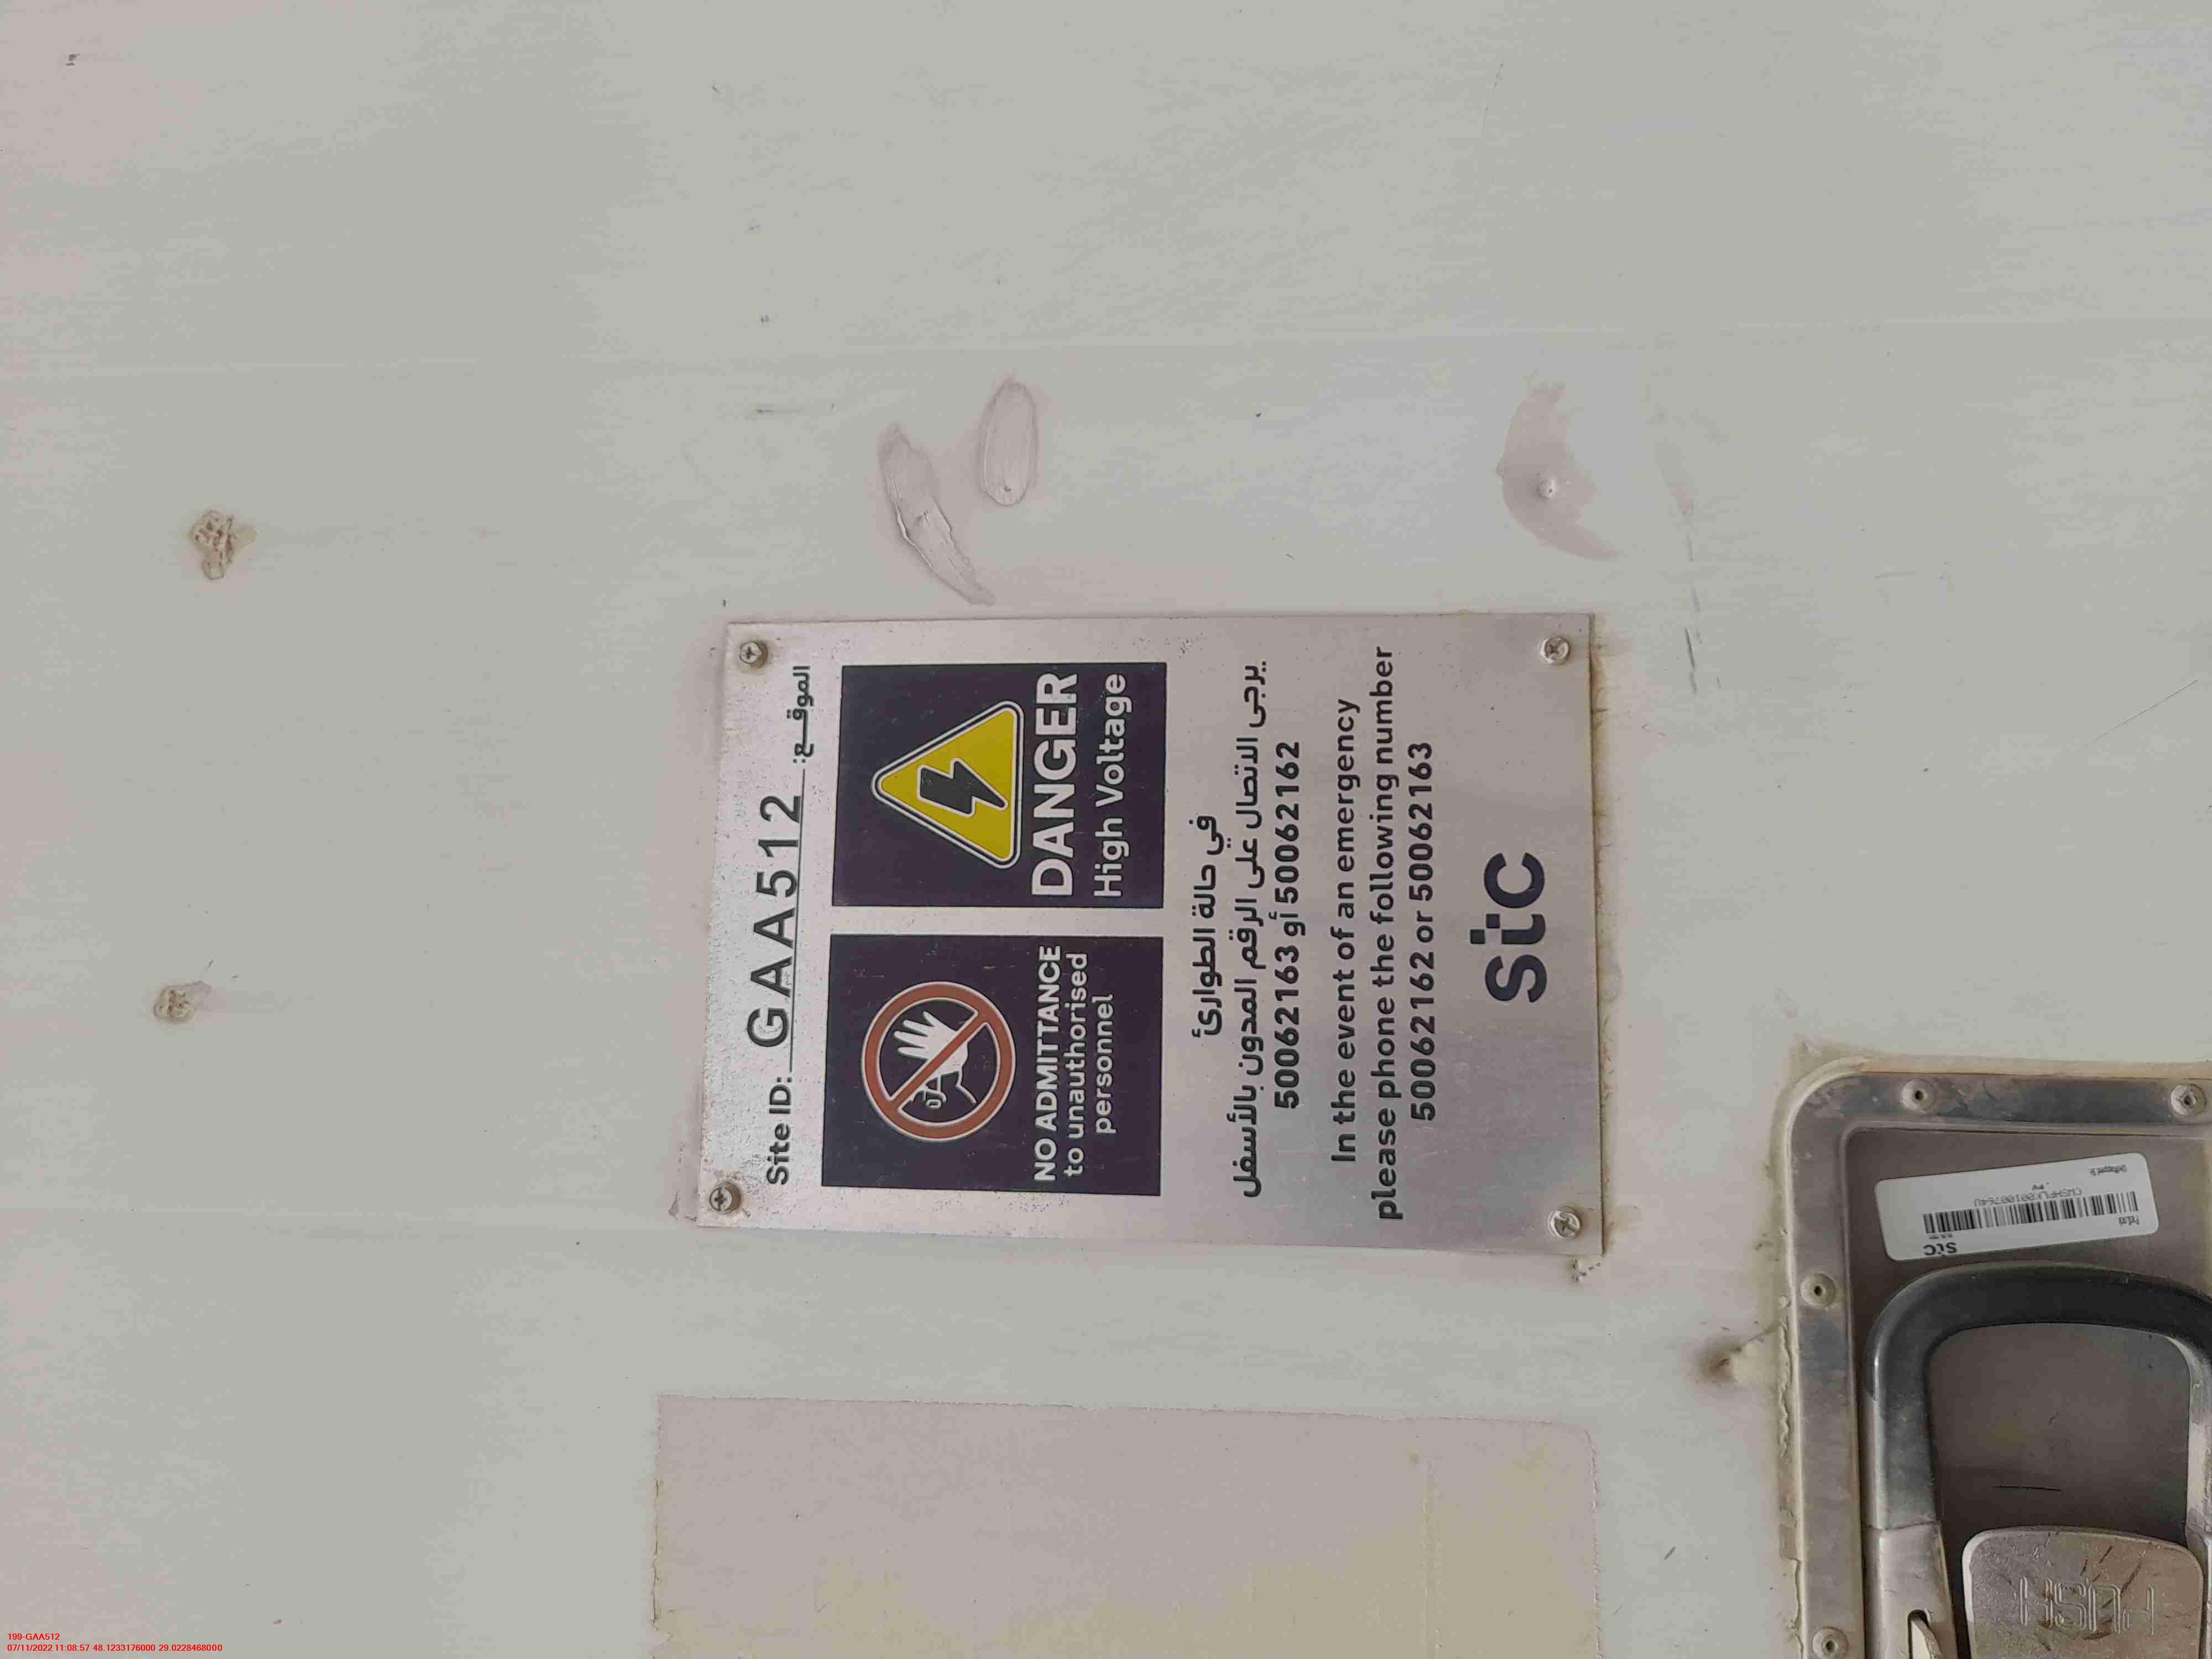 Site ID: GAA512 الموقع:
NO ADMITTANCE
to unauthorised
personnel
DANGER
High Voltage
في حالة الطوارئ
يرجى الاتصال على الرقم المدون بالأسفل
50062162 أو 50062163
In the event of an emergency
please phone the following number
50062162 or 50062163
stc
stc
PUSH
199-GAA512
07/11/2022 11:08:57 48.1233176000 29.0228468000